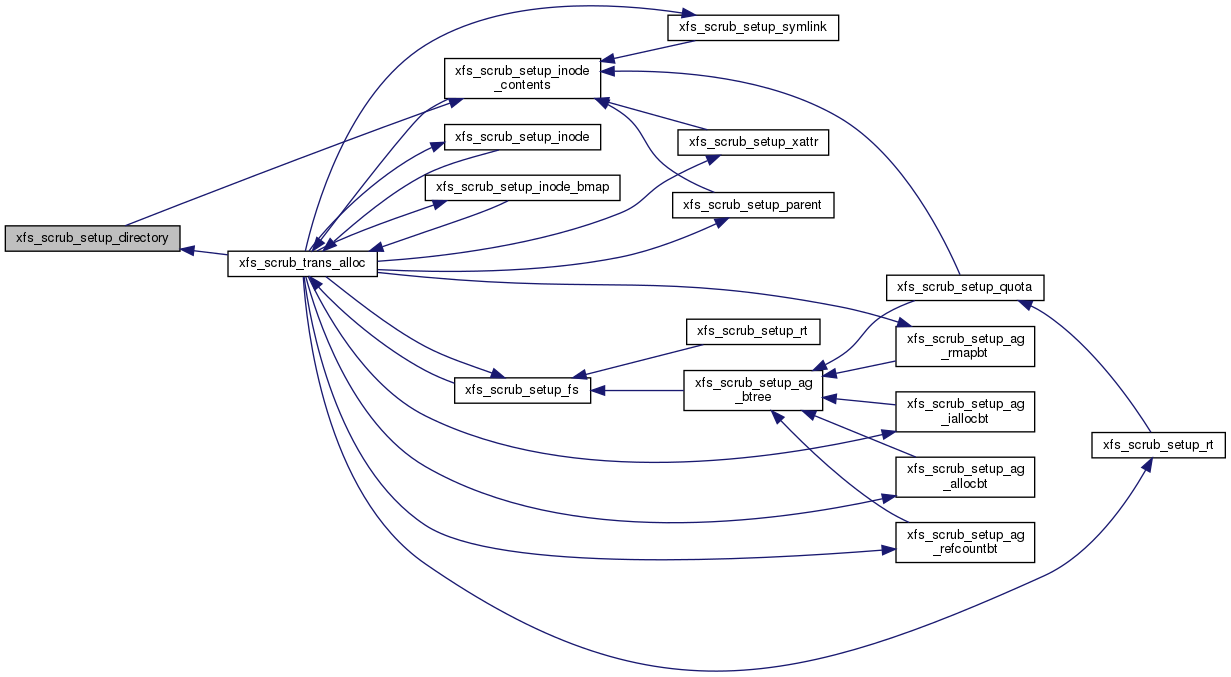 xfs_scrub_setup_symlink
xfs_scrub_setup_inode
_contents
xfs_scrub_setup_inode
xfs_scrub_setup_xattr
xfs_scrub_setup_inode_bmap
xfs_scrub_setup_parent
xfs_scrub_setup_directory
xfs_scrub_trans_alloc
xfs_scrub_setup_quota
xfs_scrub_setup_rt
xfs_scrub_setup_ag
_rmapbt
xfs_scrub_setup_fs
xfs_scrub_setup_ag
_btree
xfs_scrub_setup_ag
_iallocbt
xfs_scrub_setup_rt
xfs_scrub_setup_ag
_allocbt
xfs_scrub_setup_ag
_refcountbt